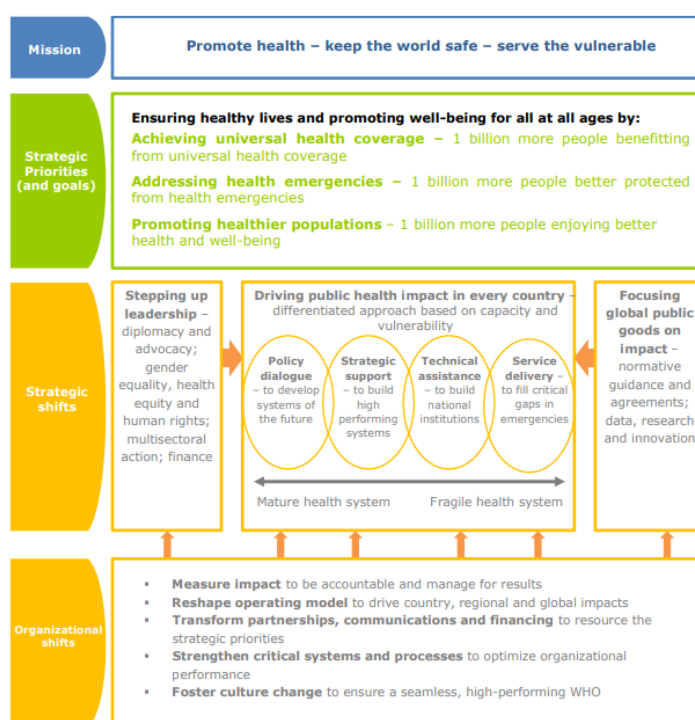 Mission
Promote health – keep the world safe – serve the vulnerable
Strategic
Priorities
(and goals)
Ensuring healthy lives and promoting well-being for all at all ages by:
Achieving universal health coverage – 1 billion more people benefitting
from universal health coverage
Addressing health emergencies – 1 billion more people better protected
from health emergencies
Promoting healthier populations – 1 billion more people enjoying better
health and well-being
Strategic
shifts
Stepping up
leadership –
diplomacy and
advocacy;
gender
equality, health
equity and
human rights;
multisectoral
action; finance
Driving public health impact in every country –
differentiated approach based on capacity and
vulnerability
Policy
dialogue
– to develop
systems of
the future
Strategic
support
– to build
high
performing
systems
Technical
assistance
– to build
national
institutions
Service
delivery –
to fill critical
gaps in
emergencies
Mature health system
Fragile health system
Focusing
global public
goods on
impact –
normative
guidance and
agreements;
data, research
and innovation
Organizational
shifts
▪ Measure impact to be accountable and manage for results
▪ Reshape operating model to drive country, regional and global impacts
▪ Transform partnerships, communications and financing to resource the
strategic priorities
▪ Strengthen critical systems and processes to optimize organizational
performance
▪ Foster culture change to ensure a seamless, high-performing WHO